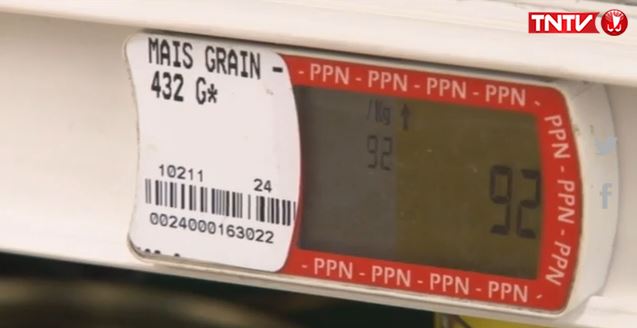 TNTV
MAIS GRAIN -
432 G*
10211 24
0024000163022
- PPN - PPN - PPN - PPN -
PPN - PPN - PPN
- PPN - PPN - PPN - PPN -
/Kg ↑
92
92